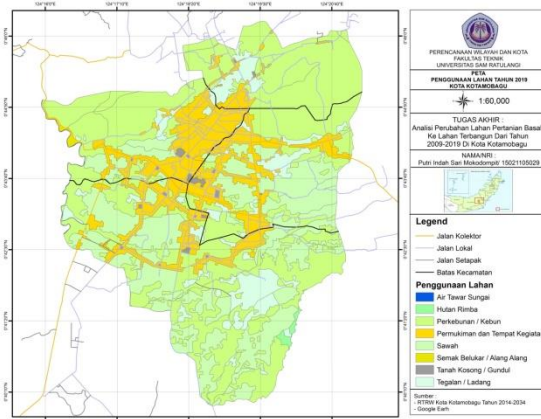 PERENCANAAN WILAYAH DAN KOTA
FAKULTAS TEKNIK
UNIVERSITAS SAM RATULANGI
PETA
PENGGUNAAN LAHAN TAHUN 2019
KOTA KOTAMOBAGU
1:60,000
TUGAS AKHIR :
Analisi Perubahan Lahan Pertanian Basah
Ke Lahan Terbangun Dari Tahun
2009-2019 Di Kota Kotamobagu
NAMA/NRI :
Putri Indah Sari Mokodompit/ 15021105029
Legend
Jalan Kolektor
Jalan Lokal
Jalan Setapak
Batas Kecamatan
Penggunaan Lahan
Air Tawar Sungai
Hutan Rimba
Perkebunan / Kebun
Permukiman dan Tempat Kegiatan
Sawah
Semak Belukar / Alang Alang
Tanah Kosong / Gundul
Tegalan / Ladang
Sumber :
- RTRW Kota Kotamobagu Tahun 2014-2034
- Google Earh